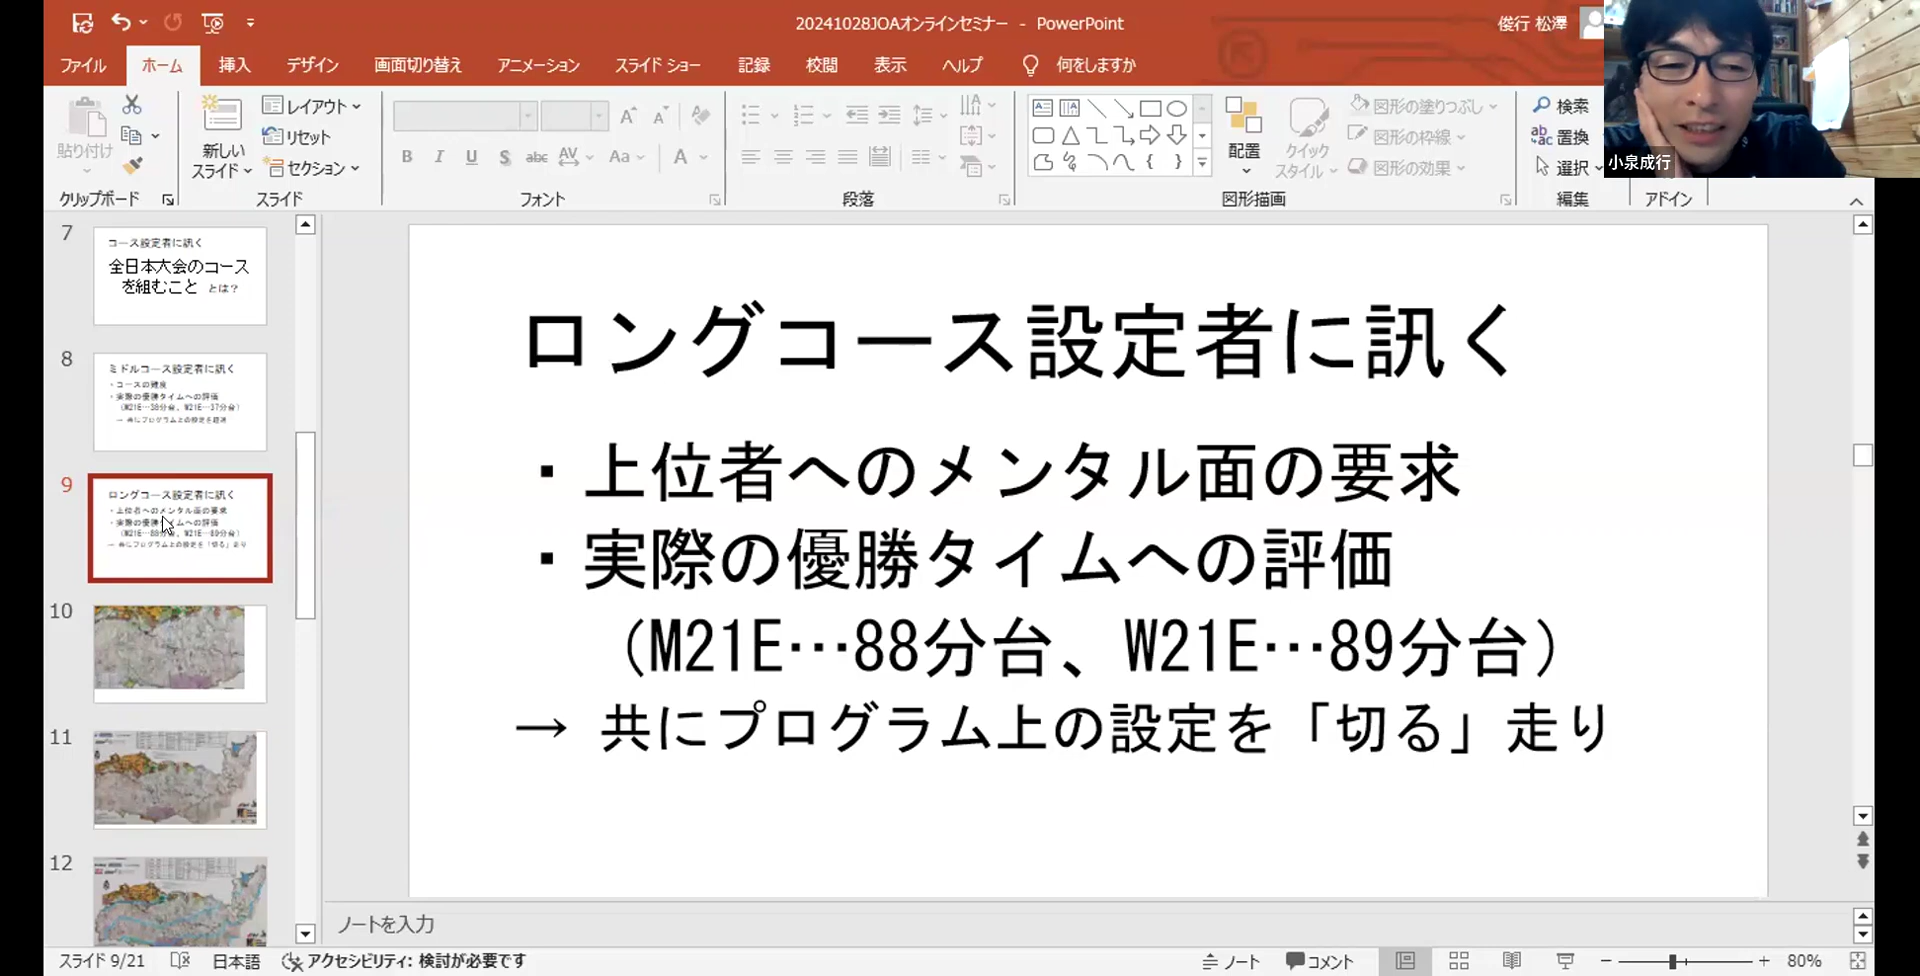 20241028JOAオンラインセミナー - PowerPoint
俊行 松澤
ファイル ホーム 挿入 デザイン 画面切り替え アニメーション スライド ショー 記録 校閲 表示 ヘルプ 何をしますか
貼り付け
クリップボード
新しい
スライド
レイアウト
リセット
セクション
スライド
B I U S abc AV Aa A
フォント
段落
配置
クイック
スタイル
図形の塗りつぶし
図形の枠線
図形の効果
図形描画
検索
置換
選択
編集
アドイン
小泉成行
7
コース設定者に訊く
全日本大会のコース
を組むこと とは?
8
ミドルコース設定者に訊く
・コースの難度
・実際の優勝タイムへの評価
(M21E…38分台、W21E…37分台)
→ 共にプログラム上の設定を超過
9
ロングコース設定者に訊く
・上位者へのメンタル面の要求
・実際の優勝タイムへの評価
(M21E…88分台、W21E…89分台)
→ 共にプログラム上の設定を「切る」走り
10
11
12
ロングコース設定者に訊く
・上位者へのメンタル面の要求
・実際の優勝タイムへの評価
(M21E…88分台、W21E…89分台)
→ 共にプログラム上の設定を「切る」走り
ノートを入力
スライド 9/21 日本語 アクセシビリティ: 検討が必要です ノート コメント 80%